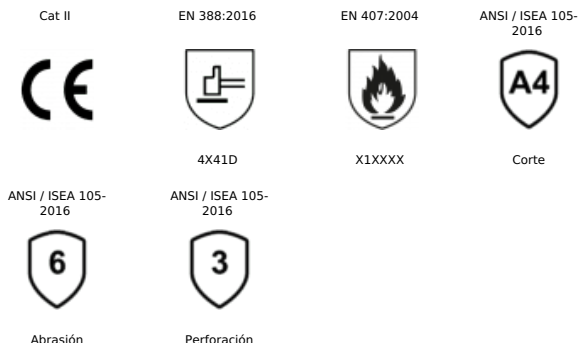 Cat II
EN 388:2016
EN 407:2004
ANSI / ISEA 105-
2016
CE
A4
4X41D
X1XXXX
Corte
ANSI / ISEA 105-
2016
ANSI / ISEA 105-
2016
6
3
Abrasión
Perforación